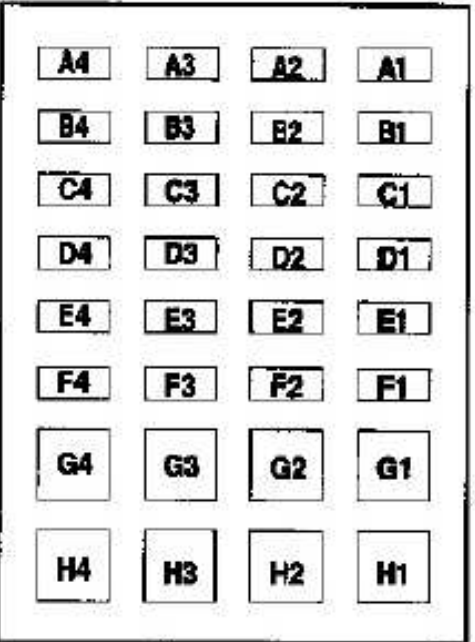 A4 A3 A2 A1
B4 B3 B2 B1
C4 C3 C2 C1
D4 D3 D2 D1
E4 E3 E2 E1
F4 F3 F2 F1
G4 G3 G2 G1
H4 H3 H2 H1